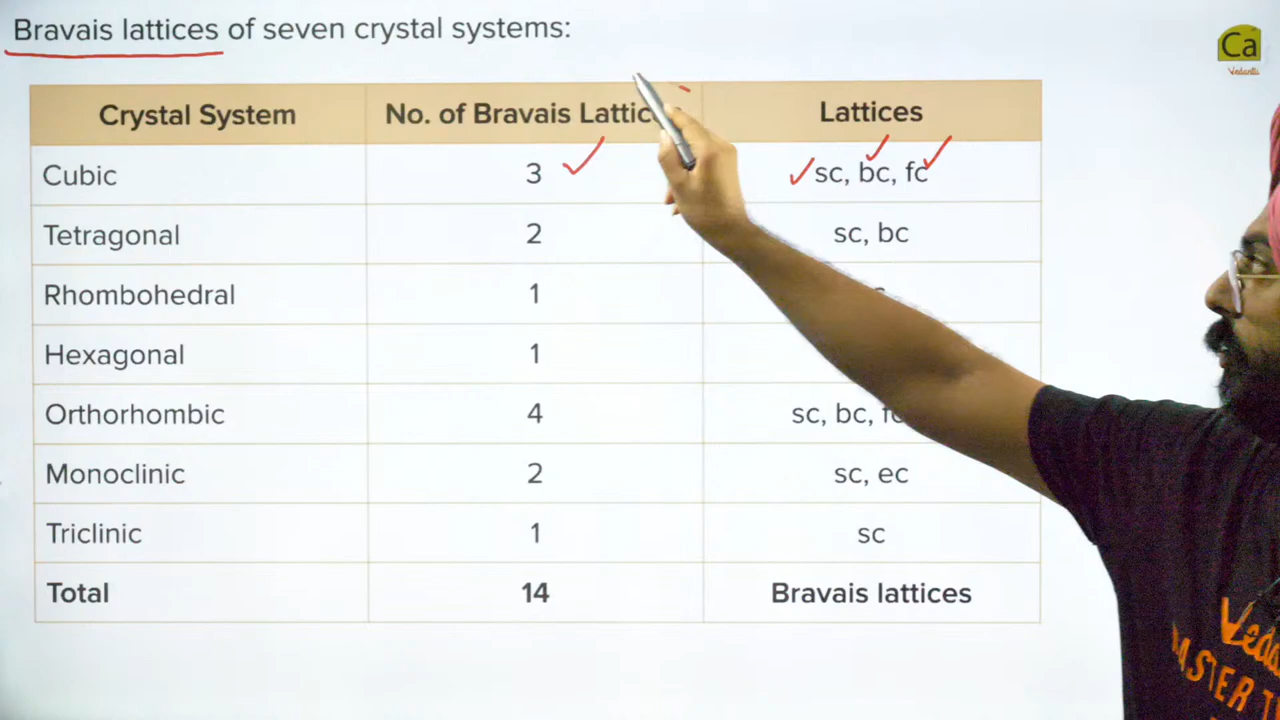 Bravais lattices of seven crystal systems:
Ca
Vedantu
Crystal System No. of Bravais Lattic Lattices
Cubic 3 sc, bc, fc
Tetragonal 2 sc, bc
Rhombohedral 1
Hexagonal 1
Orthorhombic 4 sc, bc,
Monoclinic 2 sc, ec
Triclinic 1 sc
Total 14 Bravais lattices